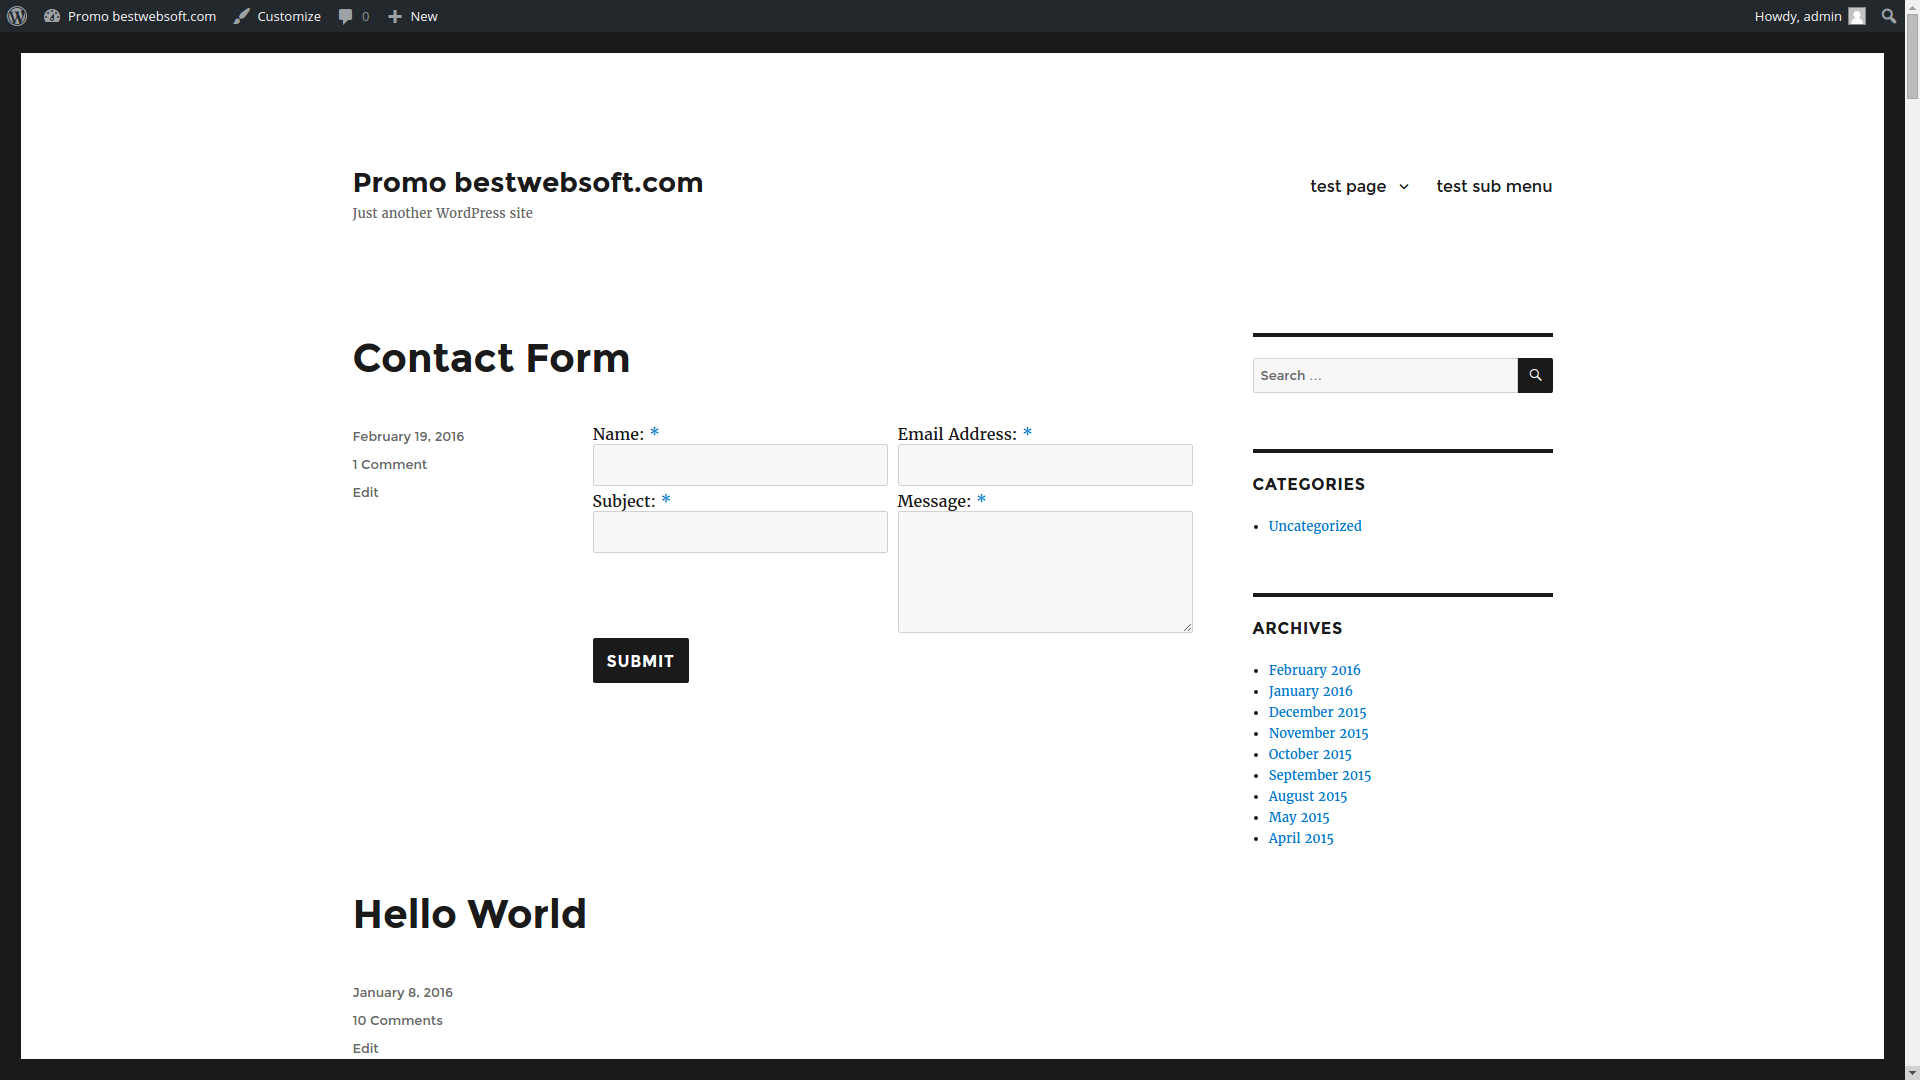 Promo bestwebsoft.com Customize 0 New Howdy, admin
Promo bestwebsoft.com
Just another WordPress site
test page test sub menu
Contact Form
February 19, 2016
1 Comment
Edit
Name: * Email Address: *
Subject: * Message: *
SUBMIT
Search ...
CATEGORIES
Uncategorized
ARCHIVES
February 2016
January 2016
December 2015
November 2015
October 2015
September 2015
August 2015
May 2015
April 2015
Hello World
January 8, 2016
10 Comments
Edit